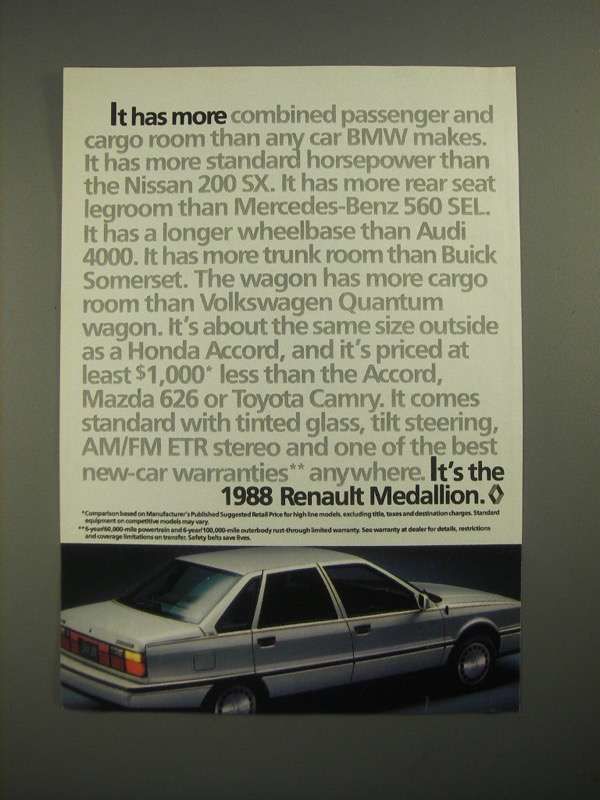 It has more combined passenger and
cargo room than any car BMW makes.
It has more standard horsepower than
the Nissan 200 SX. It has more rear seat
legroom than Mercedes-Benz 560 SEL.
It has a longer wheelbase than Audi
4000. It has more trunk room than Buick
Somerset. The wagon has more cargo
room than Volkswagen Quantum
wagon. It's about the same size outside
as a Honda Accord, and it's priced at
least $1,000* less than the Accord,
Mazda 626 or Toyota Camry. It comes
standard with tinted glass, tilt steering,
AM/FM ETR stereo and one of the best
new-car warranties** anywhere. It's the
1988 Renault Medallion.
*Comparison based on Manufacturer's Published Suggested Retail Price for high line models, excluding title, taxes and destination charges. Standard
equipment on competitive models may vary.
**6-year/60,000-mile powertrain and 6-year/100,000-mile outerbody rust-through limited warranty. See warranty at dealer for details, restrictions
and coverage limitations on transfer. Safety belts save lives.